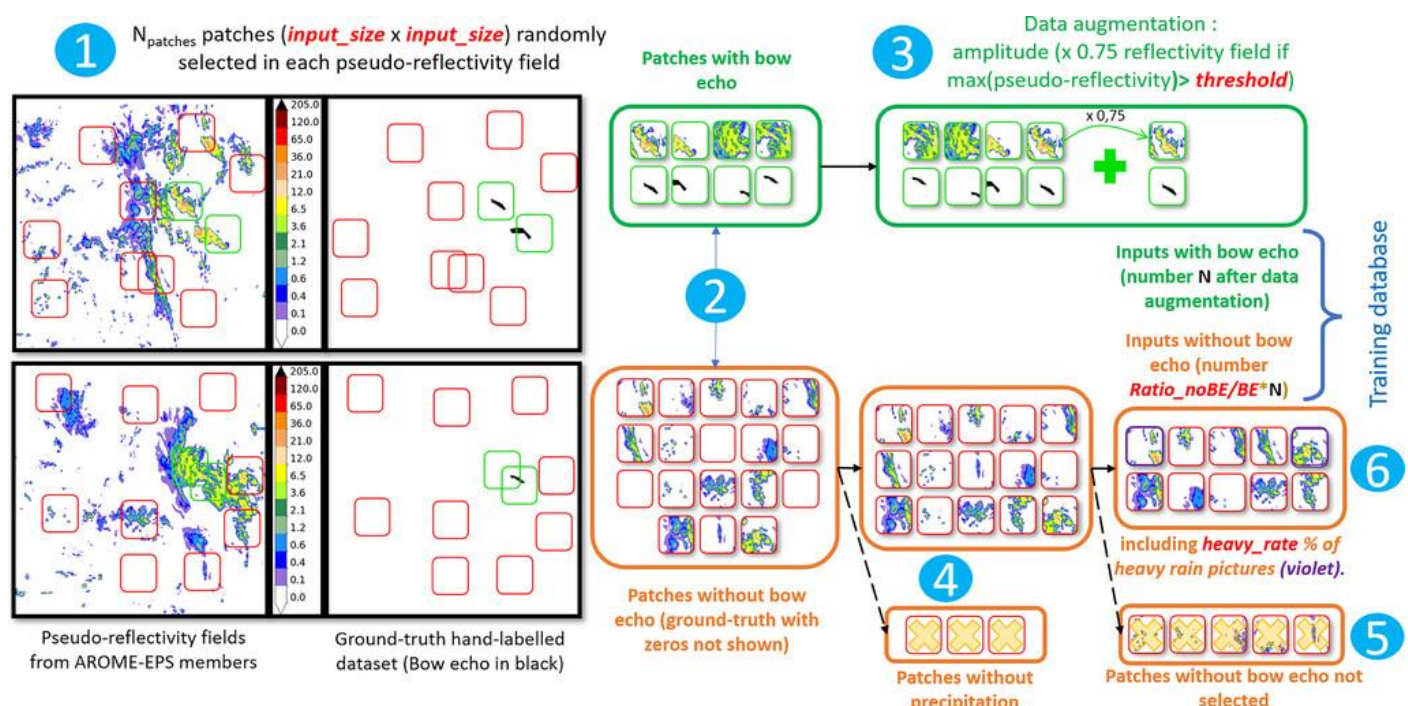 1
N_patches patches (input_size x input_size) randomly
selected in each pseudo-reflectivity field
205.0
120.0
65.0
36.0
21.0
12.0
6.5
3.6
2.1
1.2
0.6
0.4
0.1
0.0
205.0
120.0
65.0
36.0
21.0
12.0
6.5
3.6
2.1
1.2
0.6
0.4
0.1
0.0
Pseudo-reflectivity fields
from AROME-EPS members
Ground-truth hand-labelled
dataset (Bow echo in black)
2
Patches with bow
echo
Patches without bow
echo (ground-truth with
zeros not shown)
3
Data augmentation :
amplitude (x 0.75 reflectivity field if
max(pseudo-reflectivity)> threshold)
x 0,75
4
Patches without
precipitation
5
Patches without bow echo not
selected
6
Inputs with bow echo
(number N after data
augmentation)
Inputs without bow
echo (number
Ratio_noBE/BE*N)
including heavy_rate % of
heavy rain pictures (violet).
Training database